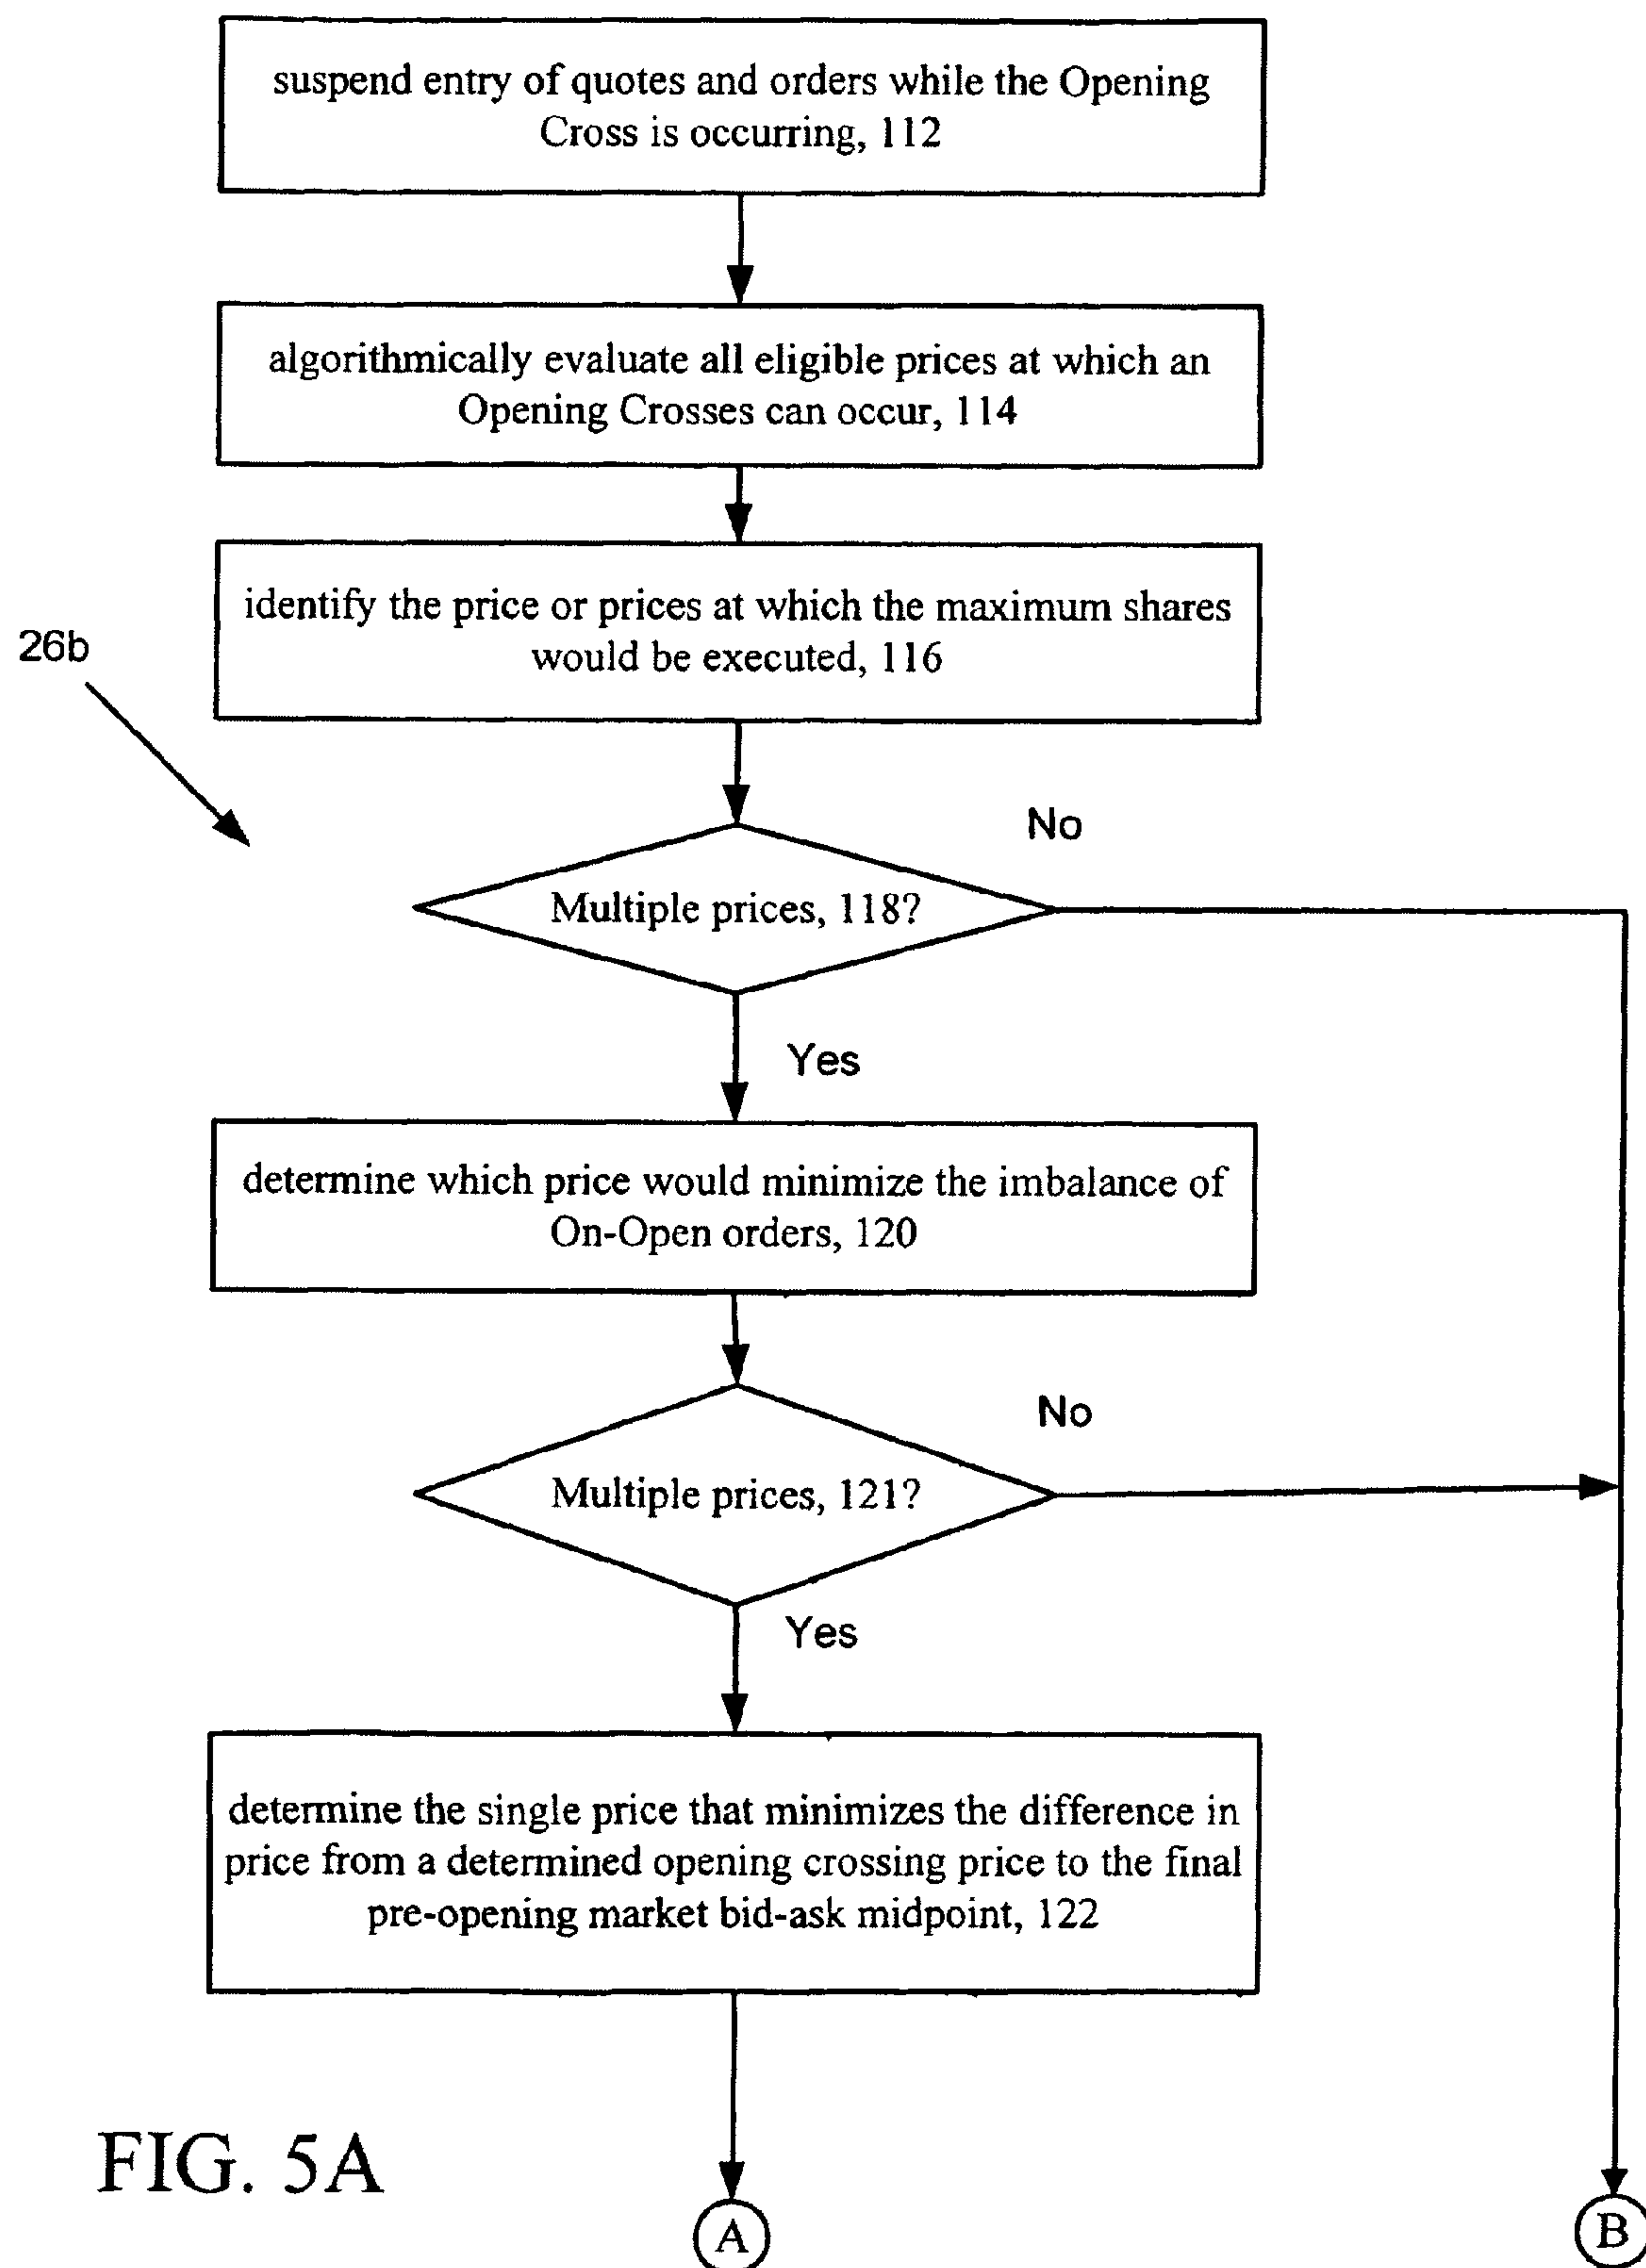 suspend entry of quotes and orders while the Opening
Cross is occurring, 112
algorithmically evaluate all eligible prices at which an
Opening Crosses can occur, 114
identify the price or prices at which the maximum shares
would be executed, 116
26b
No
Multiple prices, 118?
Yes
determine which price would minimize the imbalance of
On-Open orders, 120
No
Multiple prices, 121?
Yes
determine the single price that minimizes the difference in
price from a determined opening crossing price to the final
pre-opening market bid-ask midpoint, 122
FIG. 5A
A
B